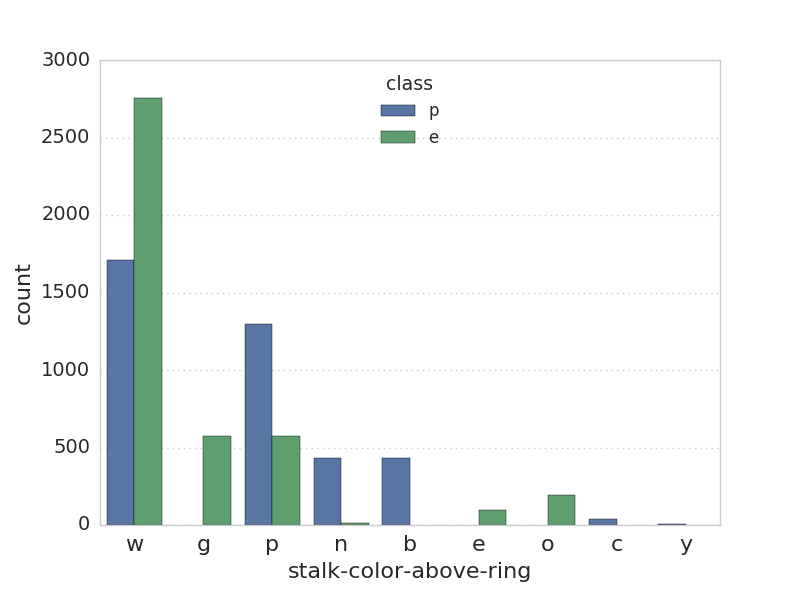 3000
class
p
e
2500
2000
1500
1000
500
0
count
w g p n b e o c y
stalk-color-above-ring